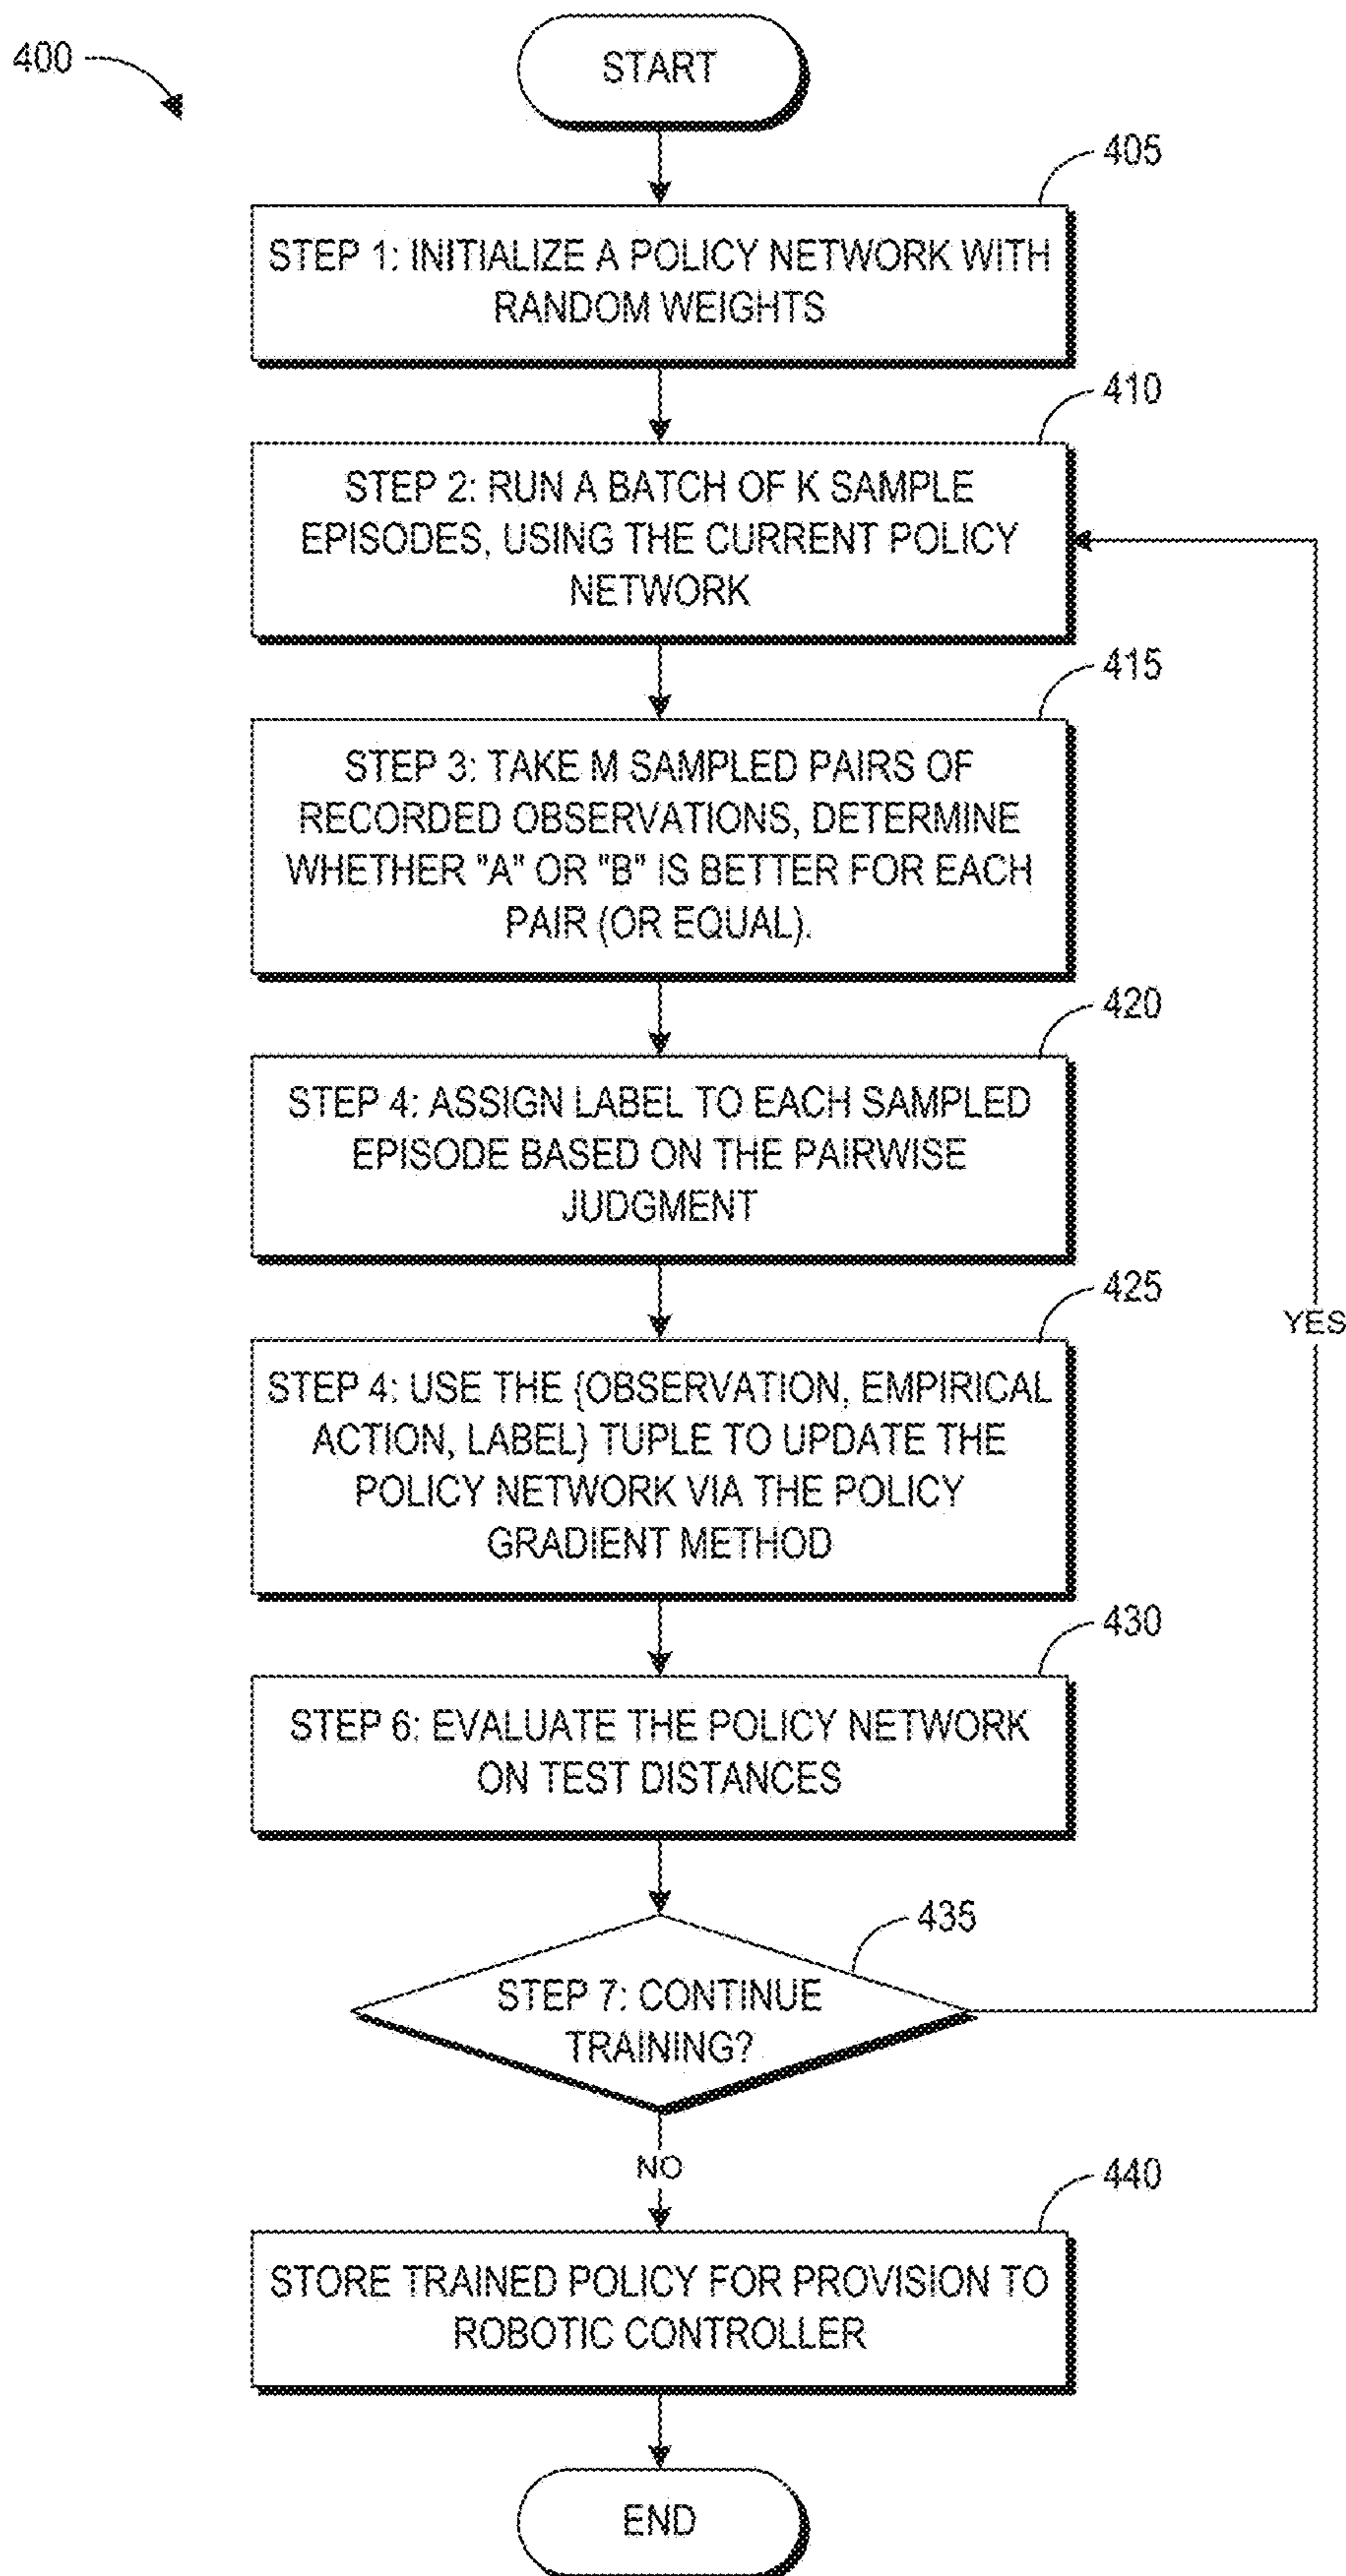 400
START
405
STEP 1: INITIALIZE A POLICY NETWORK WITH
RANDOM WEIGHTS
410
STEP 2: RUN A BATCH OF K SAMPLE
EPISODES, USING THE CURRENT POLICY
NETWORK
415
STEP 3: TAKE M SAMPLED PAIRS OF
RECORDED OBSERVATIONS, DETERMINE
WHETHER "A" OR "B" IS BETTER FOR EACH
PAIR (OR EQUAL).
420
STEP 4: ASSIGN LABEL TO EACH SAMPLED
EPISODE BASED ON THE PAIRWISE
JUDGMENT
425
STEP 4: USE THE {OBSERVATION, EMPIRICAL
ACTION, LABEL} TUPLE TO UPDATE THE
POLICY NETWORK VIA THE POLICY
GRADIENT METHOD
YES
430
STEP 6: EVALUATE THE POLICY NETWORK
ON TEST DISTANCES
435
STEP 7: CONTINUE
TRAINING?
NO
440
STORE TRAINED POLICY FOR PROVISION TO
ROBOTIC CONTROLLER
END